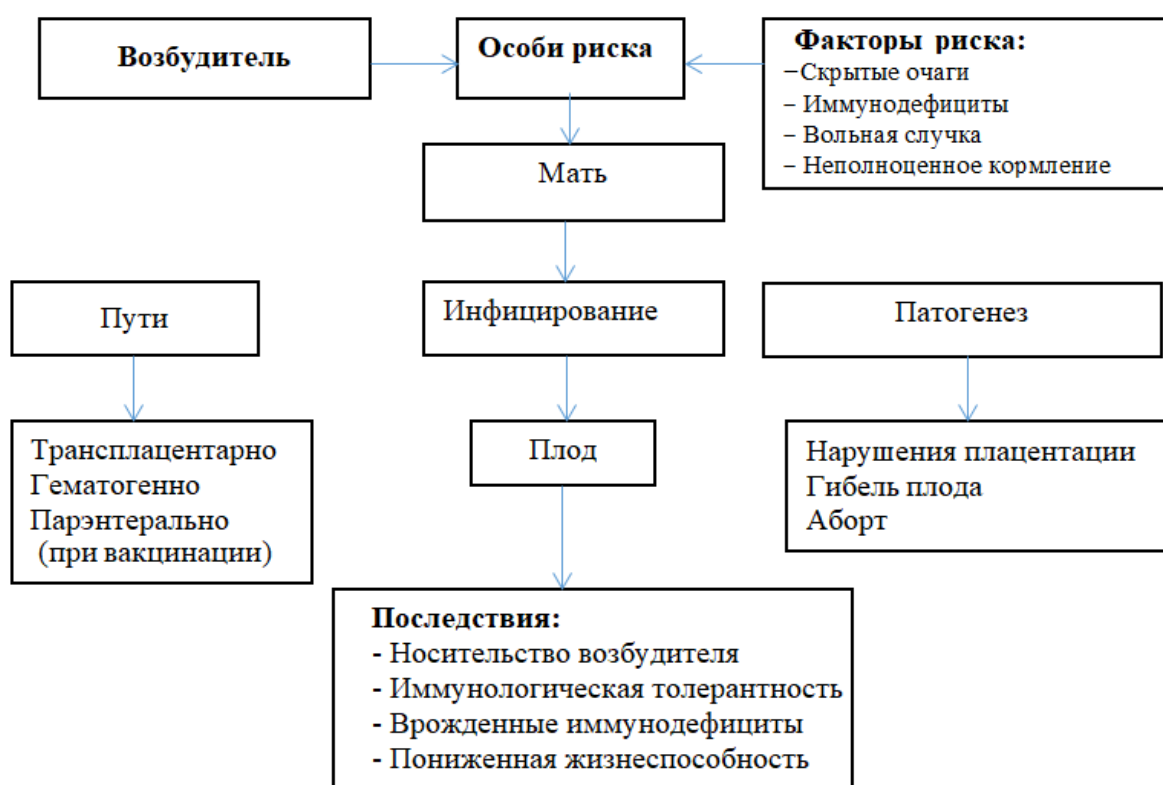 Возбудитель
Особи риска
Факторы риска:
–Скрытые очаги
– Иммунодефициты
– Вольная случка
– Неполноценное кормление
Мать
Пути
Инфицирование
Патогенез
Трансплацентарно
Гематогенно
Парэнтерально
(при вакцинации)
Плод
Нарушения плацентации
Гибель плода
Аборт
Последствия:
- Носительство возбудителя
- Иммунологическая толерантность
- Врожденные иммунодефициты
- Пониженная жизнеспособность